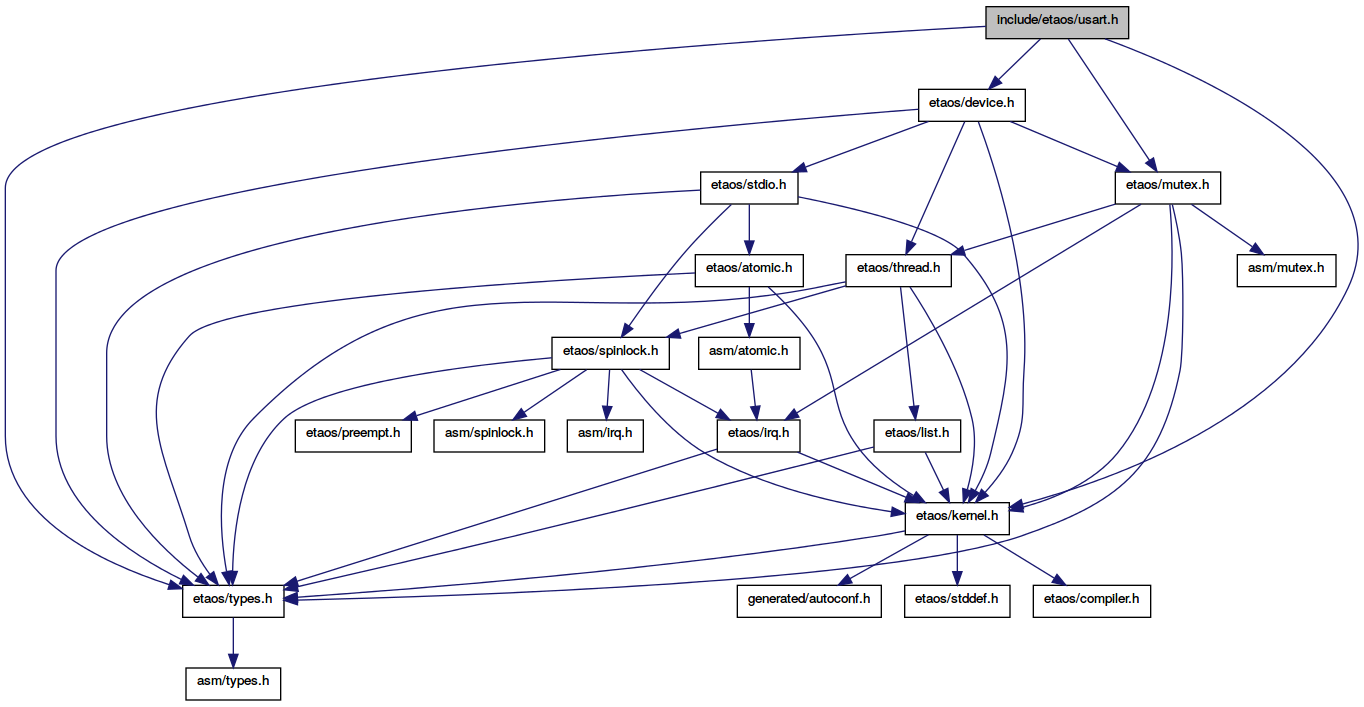 include/etaos/usart.h
etaos/device.h
etaos/stdio.h
etaos/mutex.h
etaos/atomic.h
etaos/thread.h
asm/mutex.h
etaos/spinlock.h
asm/atomic.h
etaos/preempt.h
asm/spinlock.h
asm/irq.h
etaos/irq.h
etaos/list.h
etaos/kernel.h
etaos/types.h
generated/autoconf.h
etaos/stddef.h
etaos/compiler.h
asm/types.h